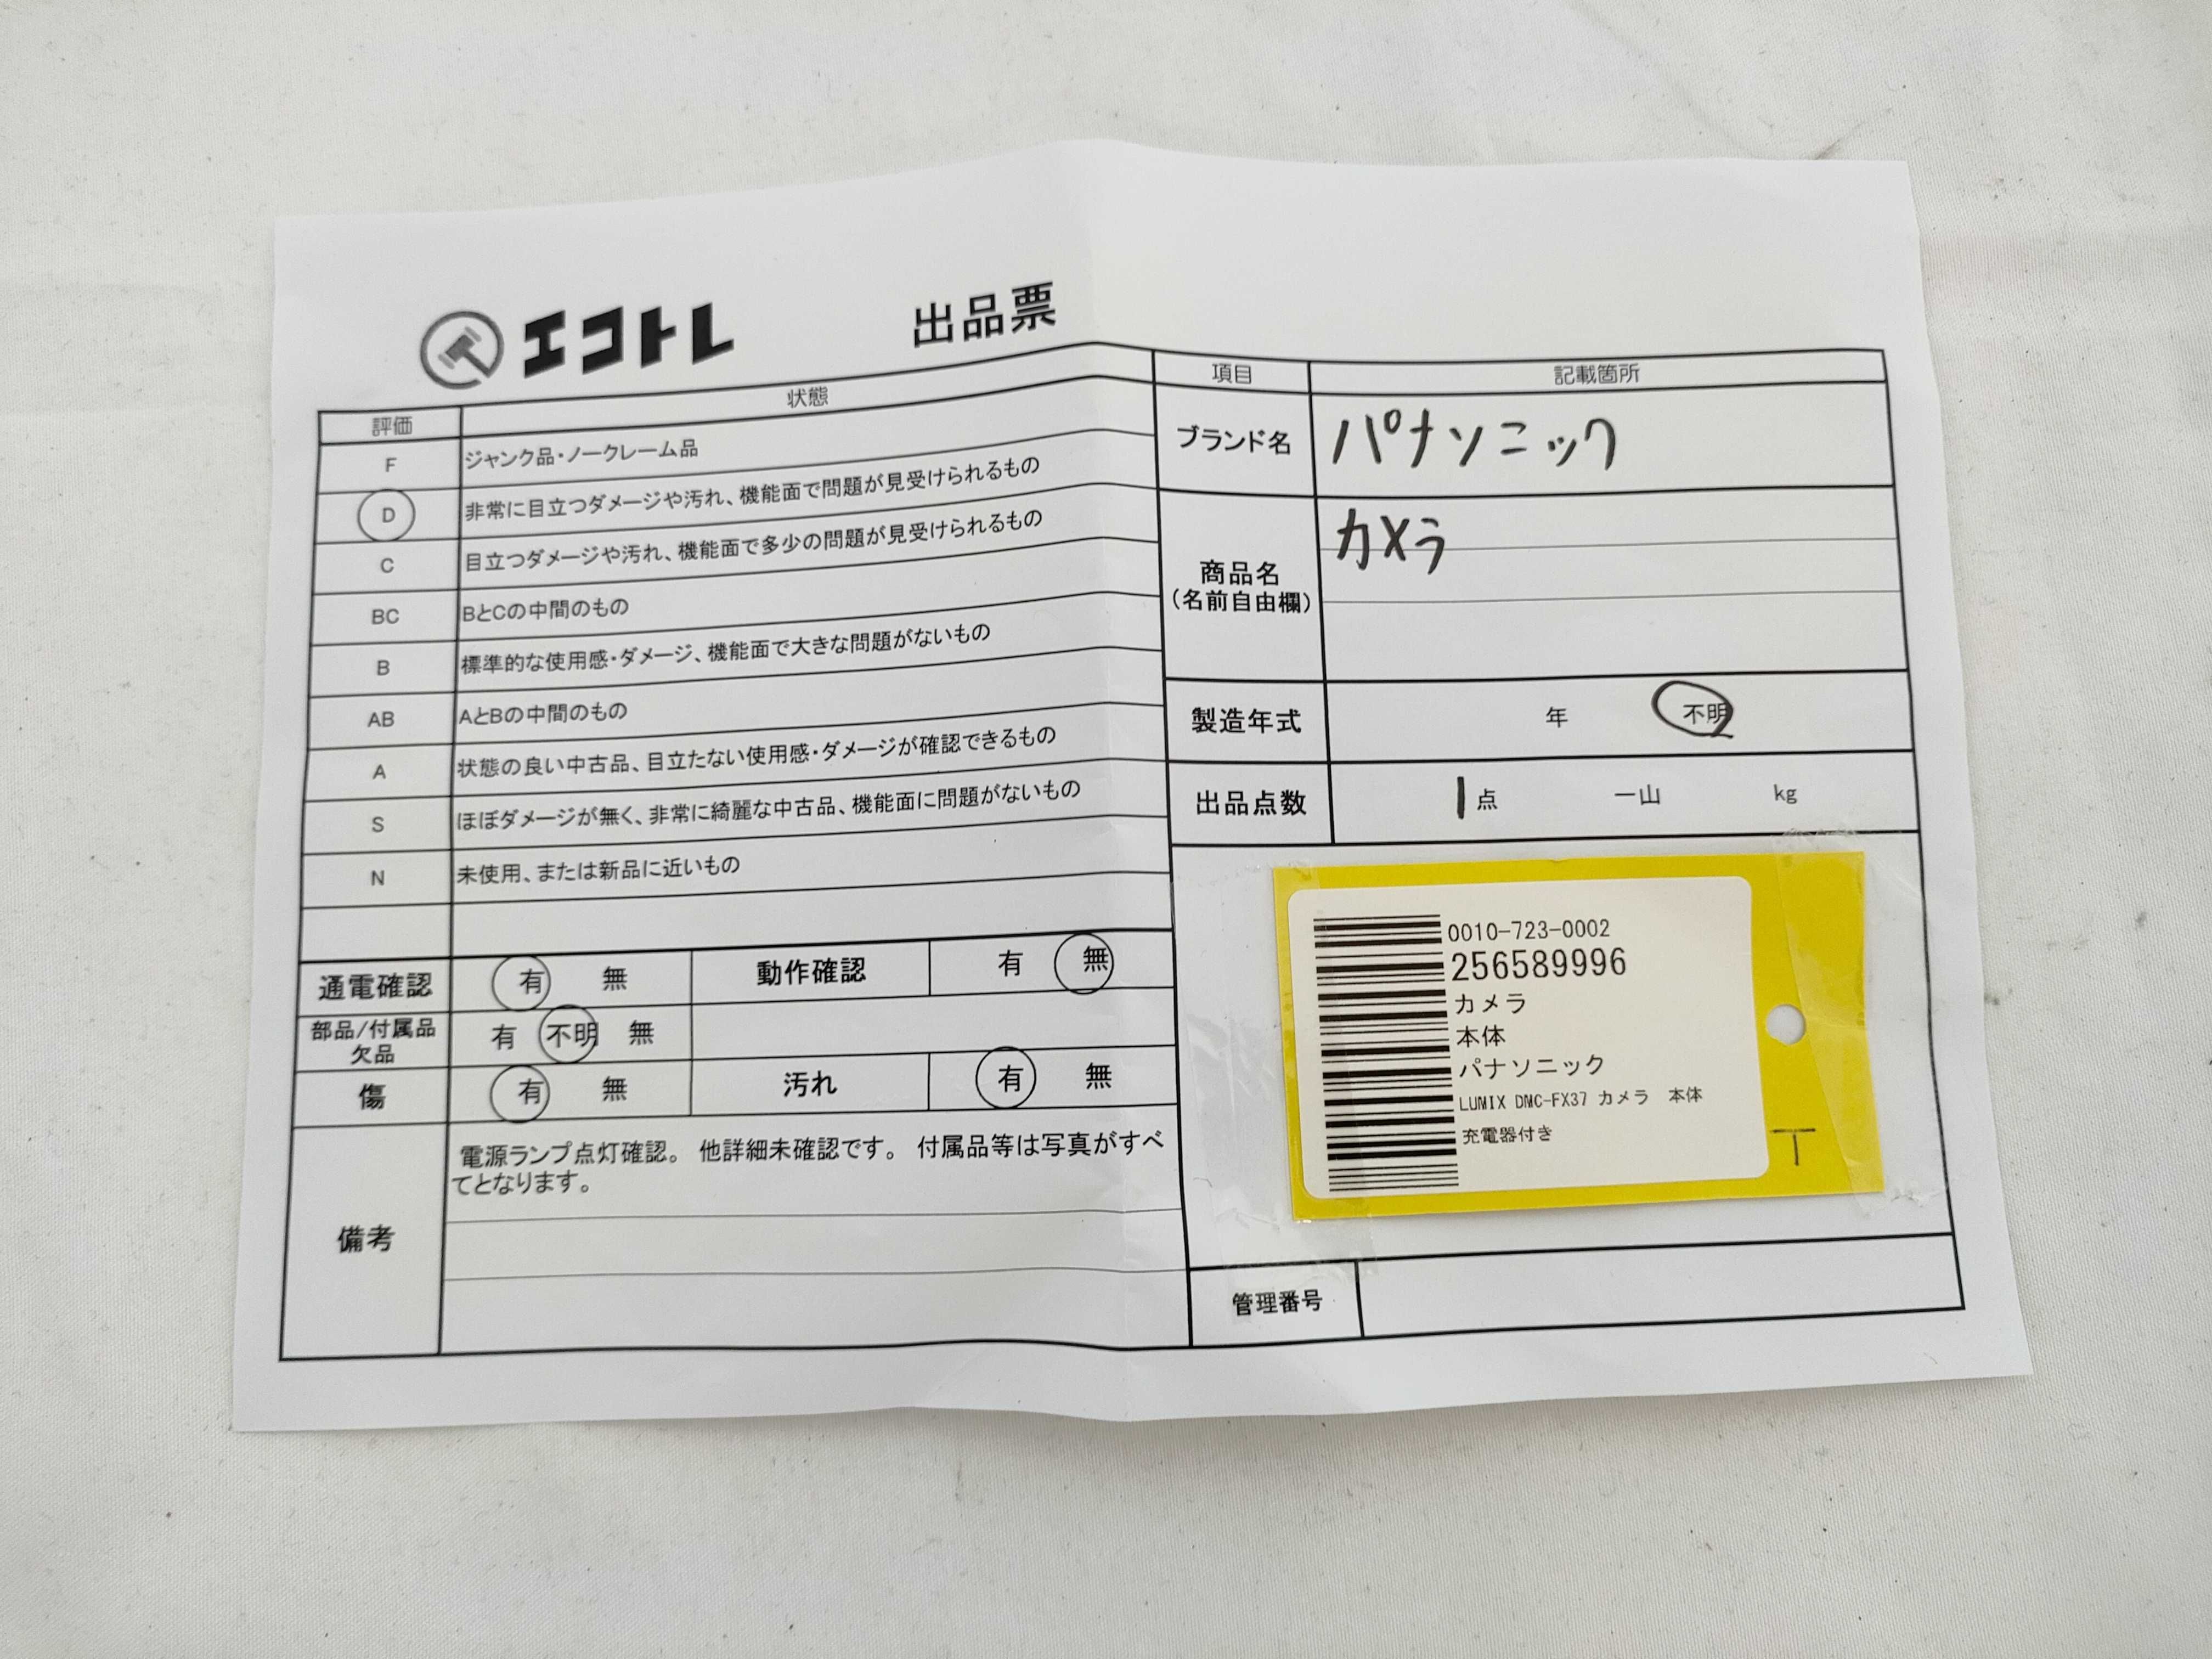 エコトレ 出品票
評価 状態
F ジャンク品・ノークレーム品
D 非常に目立つダメージや汚れ、機能面で問題が見受けられるもの
C 目立つダメージや汚れ、機能面で多少の問題が見受けられるもの
BC BとCの中間のもの
B 標準的な使用感・ダメージ、機能面で大きな問題がないもの
AB AとBの中間のもの
A 状態の良い中古品、目立たない使用感・ダメージが確認できるもの
S ほぼダメージが無く、非常に綺麗な中古品、機能面に問題がないもの
N 未使用、または新品に近いもの
通電確認 有 無 動作確認 有 無
部品/付属品
欠品 有 不明 無
傷 有 無 汚れ 有 無
備考
電源ランプ点灯確認。 他詳細未確認です。 付属品等は写真がすべ
てとなります。
項目 記載箇所
ブランド名 パナソニック
商品名
(名前自由欄)
カメラ
製造年式 年 不明
出品点数 1点 一山 kg
0010-723-0002
256589996
カメラ
本体
パナソニック
LUMIX DMC-FX37 カメラ 本体
充電器付き
T
管理番号